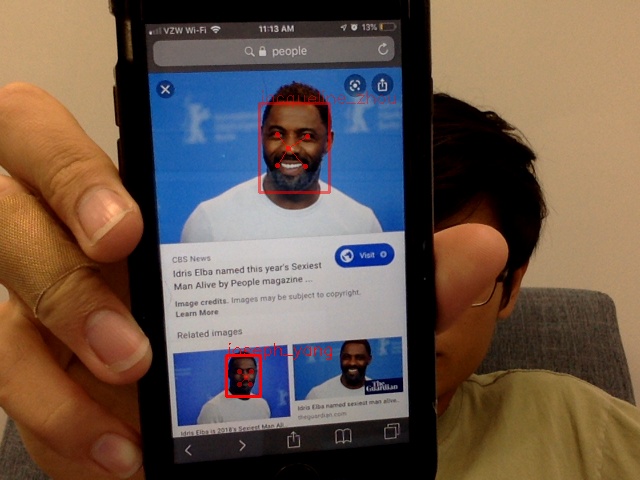 VZW Wi-Fi
11:13 AM
13%
people
jacqueline_zhou
CBS News
Visit
Idris Elba named this year's Sexiest
Man Alive by People magazine ...
Image credits. Images may be subject to copyright.
Learn More
Related images
joseph_yang
The
Guardian
Idris Elba is 2018's Sexiest Man Ali...
Idris Elba named sexiest man alive..
theguardian.com